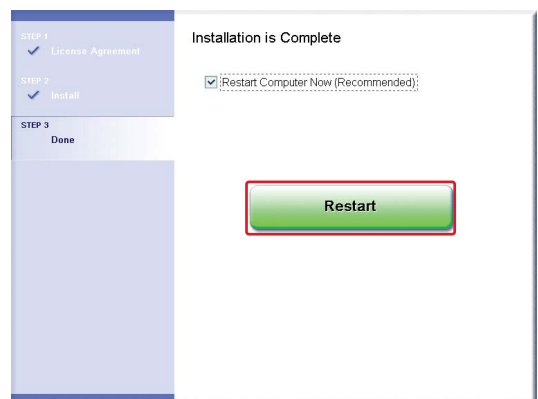 STEP 1
License Agreement
STEP 2
Install
STEP 3
Done
Installation is Complete
Restart Computer Now (Recommended)
Restart